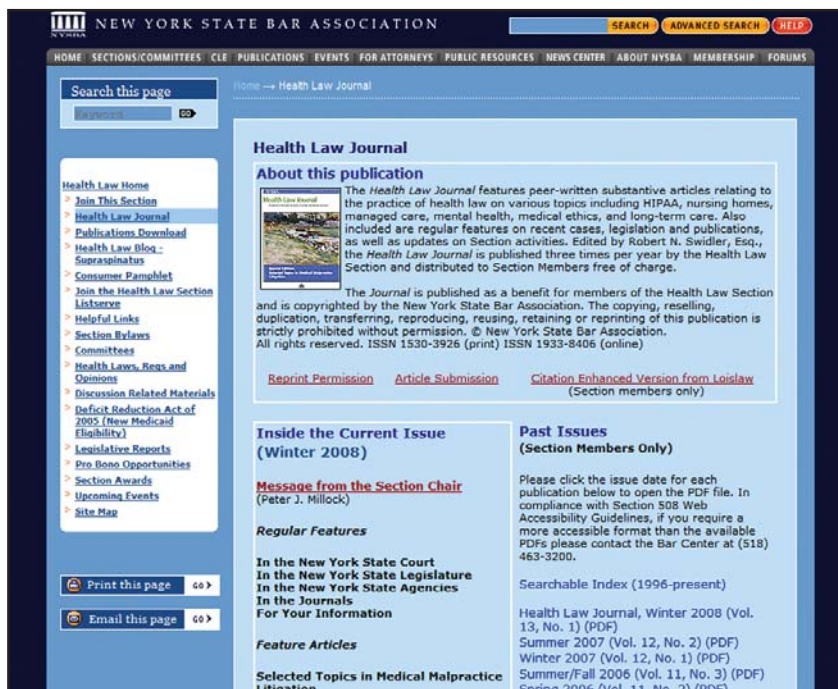 NYSBA
NEW YORK STATE BAR ASSOCIATION
SEARCH
ADVANCED SEARCH
HELP
HOME SECTIONS/COMMITTEES CLE PUBLICATIONS EVENTS FOR ATTORNEYS PUBLIC RESOURCES NEWS CENTER ABOUT NYSBA MEMBERSHIP FORUMS
Search this page
Keyword
GO
Health Law Home
Join This Section
Health Law Journal
Publications Download
Health Law Blog -
Supraspinatus
Consumer Pamphlet
Join the Health Law Section
Listserve
Helpful Links
Section Bylaws
Committees
Health Laws, Regs and
Opinions
Discussion Related Materials
Deficit Reduction Act of
2005 (New Medicaid
Eligibility)
Legislative Reports
Pro Bono Opportunities
Section Awards
Upcoming Events
Site Map
Print this page
GO
Email this page
GO
Home → Health Law Journal
Health Law Journal
About this publication
Health Law Journal
The Health Law Journal features peer-written substantive articles relating to
the practice of health law on various topics including HIPAA, nursing homes,
managed care, mental health, medical ethics, and long-term care. Also
included are regular features on recent cases, legislation and publications,
as well as updates on Section activities. Edited by Robert N. Swidler, Esq.,
the Health Law Journal is published three times per year by the Health Law
Section and distributed to Section Members free of charge.
The Journal is published as a benefit for members of the Health Law Section
and is copyrighted by the New York State Bar Association. The copying, reselling,
duplication, transferring, reproducing, reusing, retaining or reprinting of this publication is
strictly prohibited without permission. © New York State Bar Association.
All rights reserved. ISSN 1530-3926 (print) ISSN 1933-8406 (online)
Reprint Permission
Article Submission
Citation Enhanced Version from Loislaw
(Section members only)
Inside the Current Issue
(Winter 2008)
Message from the Section Chair
(Peter J. Millock)
Regular Features
In the New York State Court
In the New York State Legislature
In the New York State Agencies
In the Journals
For Your Information
Feature Articles
Selected Topics in Medical Malpractice
Litigation
Past Issues
(Section Members Only)
Please click the issue date for each
publication below to open the PDF file. In
compliance with Section 508 Web
Accessibility Guidelines, if you require a
more accessible format than the available
PDFs please contact the Bar Center at (518)
463-3200.
Searchable Index (1996-present)
Health Law Journal, Winter 2008 (Vol.
13, No. 1) (PDF)
Summer 2007 (Vol. 12, No. 2) (PDF)
Winter 2007 (Vol. 12, No. 1) (PDF)
Summer/Fall 2006 (Vol. 11, No. 3) (PDF)
Spring 2006 (Vol. 11, No. 2) (PDF)